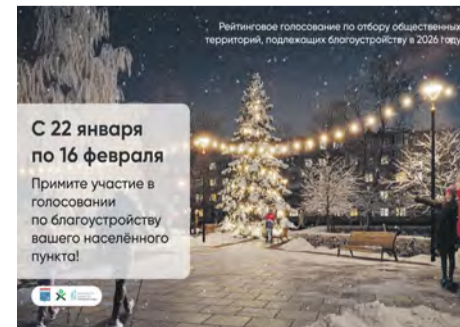 Рейтинговое голосование по отбору общественных
территорий, подлежащих благоустройству в 2026 году
С 22 января
по 16 февраля
Примите участие в
голосовании
по благоустройству
вашего населённого
пункта!